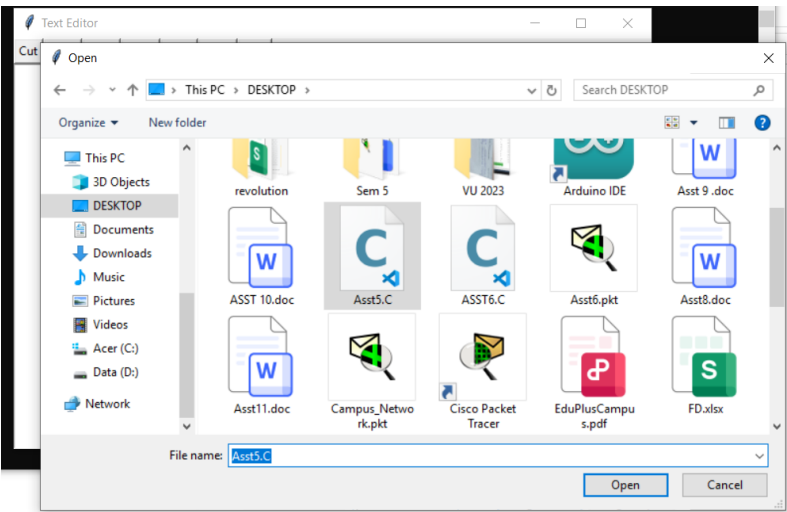 Text Editor
Cut
Open
This PC
DESKTOP
Search DESKTOP
Organize
New folder
This PC
3D Objects
DESKTOP
Documents
Downloads
Music
Pictures
Videos
Acer (C:)
Data (D:)
Network
revolution
Sem 5
VU 2023
Arduino IDE
Asst 9 .doc
ASST 10.doc
Asst5.C
ASST6.C
Asst6.pkt
Asst8.doc
Asst11.doc
Campus_Netwo
rk.pkt
Cisco Packet
Tracer
EduPlusCampu
s.pdf
FD.xlsx
File name:
Asst5.C
Open
Cancel